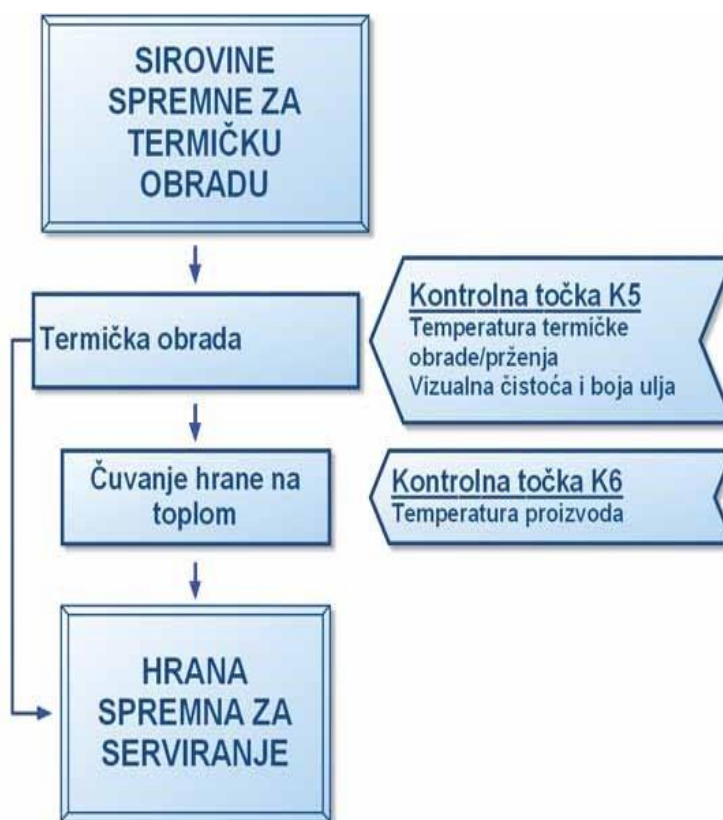 SIROVINE
SPREMNE ZA
TERMIČKU
OBRADU
Termička obrada
Kontrolna točka K5
Temperatura termičke
obrade/prženja
Vizualna čistoća i boja ulja
Čuvanje hrane na
toplom
Kontrolna točka K6
Temperatura proizvoda
HRANA
SPREMNA ZA
SERVIRANJE